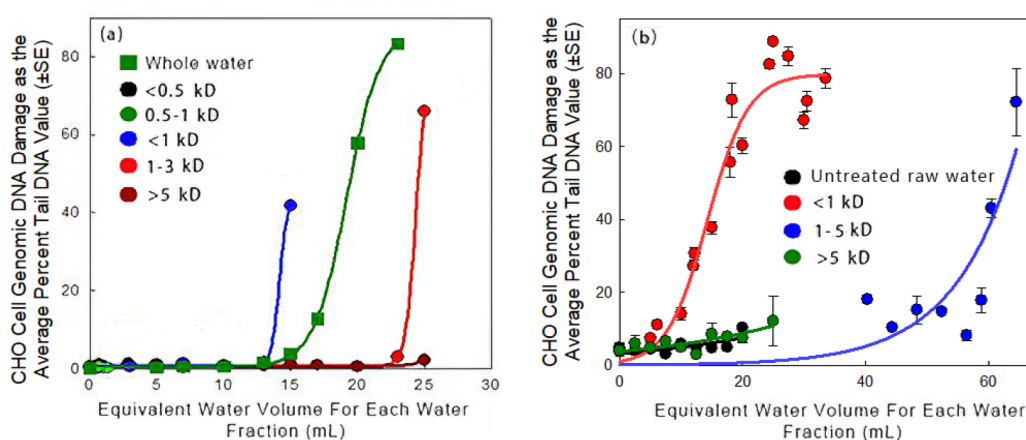 (a)
CHO Cell Genomic DNA Damage as the
Average Percent Tail DNA Value (±SE)
80
60
40
20
0
Whole water
<0.5 kD
0.5-1 kD
<1 kD
1-3 kD
>5 kD
0 5 10 15 20 25 30
Equivalent Water Volume For Each Water
Fraction (mL)
(b)
CHO Cell Genomic DNA Damage as the
Average Percent Tail DNA Value (±SE)
80
60
40
20
0
Untreated raw water
<1 kD
1-5 kD
>5 kD
0 20 40 60
Equivalent Water Volume For Each Water
Fraction (mL)